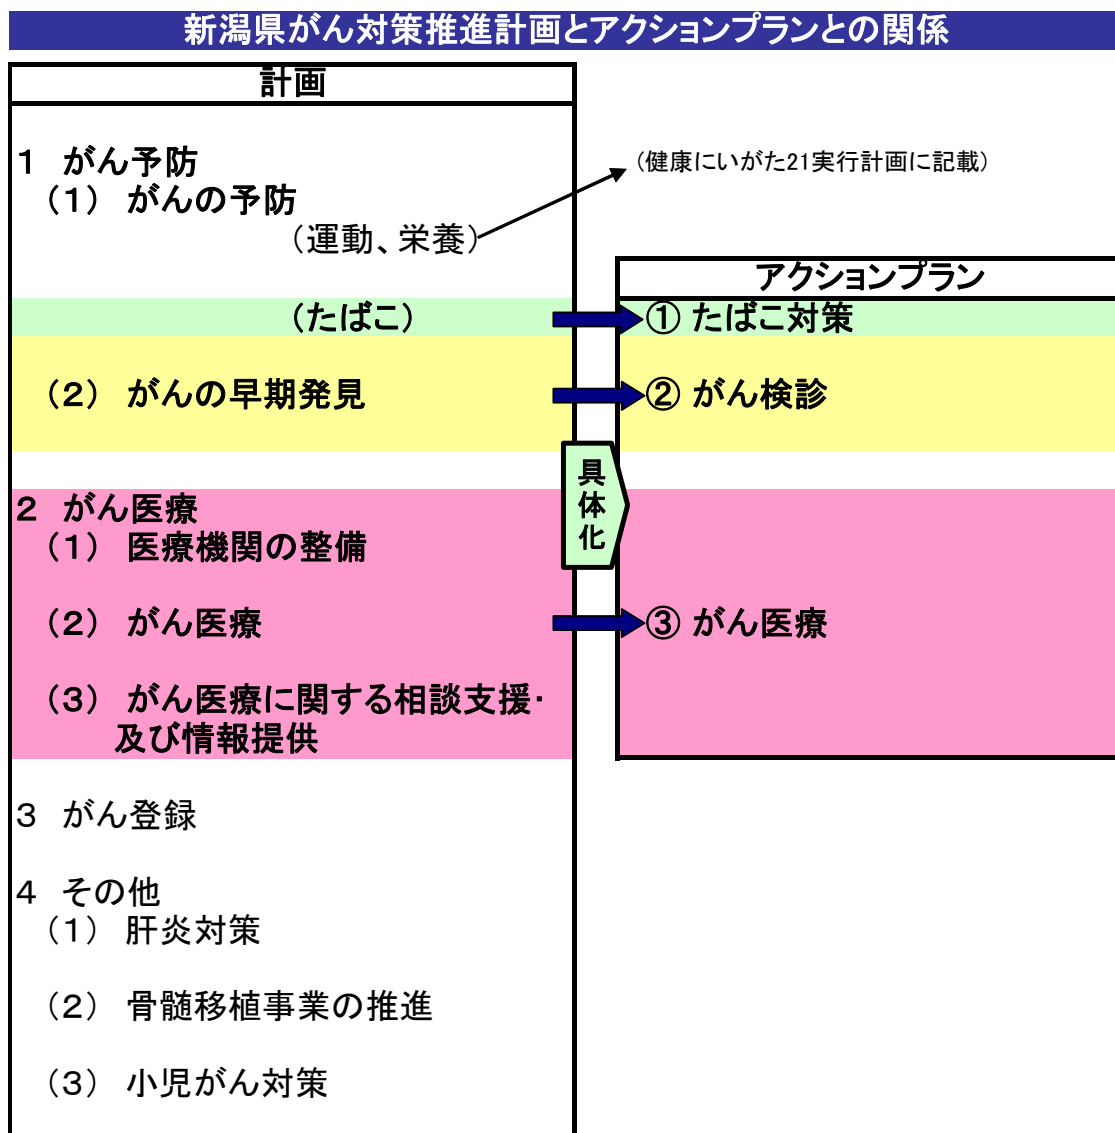 新潟県がん対策推進計画とアクションプランとの関係
計画
1 がん予防
(1) がんの予防
(運動、栄養)
(健康にいがた21実行計画に記載)
アクションプラン
(たばこ)
① たばこ対策
(2) がんの早期発見
② がん検診
具体化
2 がん医療
(1) 医療機関の整備
(2) がん医療
③ がん医療
(3) がん医療に関する相談支援・
及び情報提供
3 がん登録
4 その他
(1) 肝炎対策
(2) 骨髄移植事業の推進
(3) 小児がん対策